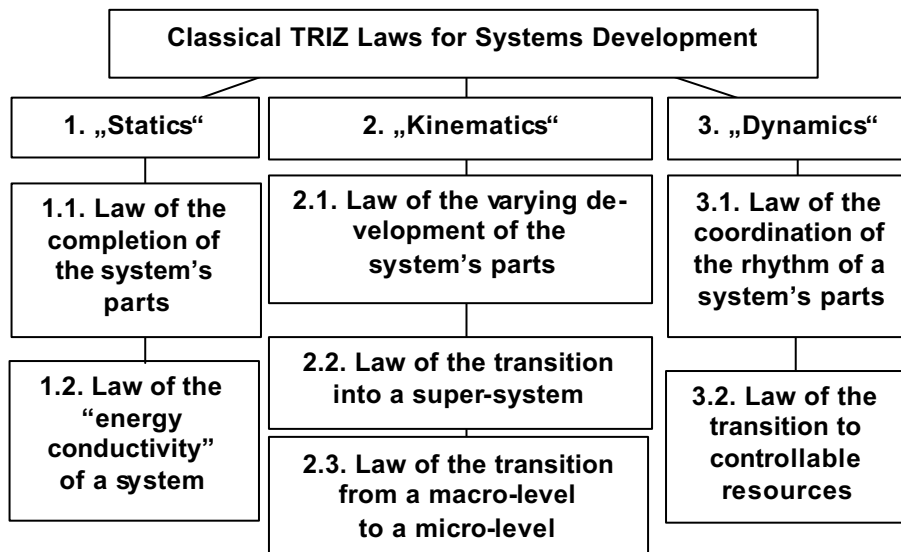 Classical TRIZ Laws for Systems Development
1. „Statics“
2. „Kinematics“
3. „Dynamics“
1.1. Law of the
completion of
the system’s
parts
1.2. Law of the
“energy
conductivity”
of a system
2.1. Law of the varying de-
velopment of the
system’s parts
2.2. Law of the transition
into a super-system
2.3. Law of the transition
from a macro-level
to a micro-level
3.1. Law of the
coordination of
the rhythm of a
system’s parts
3.2. Law of the
transition to
controllable
resources